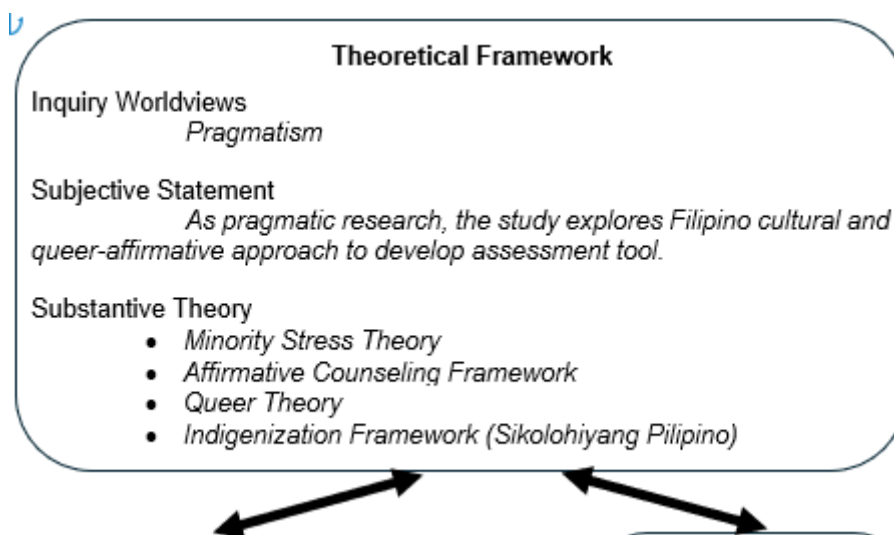 Theoretical Framework
Inquiry Worldviews
Pragmatism
Subjective Statement
As pragmatic research, the study explores Filipino cultural and
queer-affirmative approach to develop assessment tool.
Substantive Theory
• Minority Stress Theory
• Affirmative Counseling Framework
• Queer Theory
• Indigenization Framework (Sikolohiyang Pilipino)